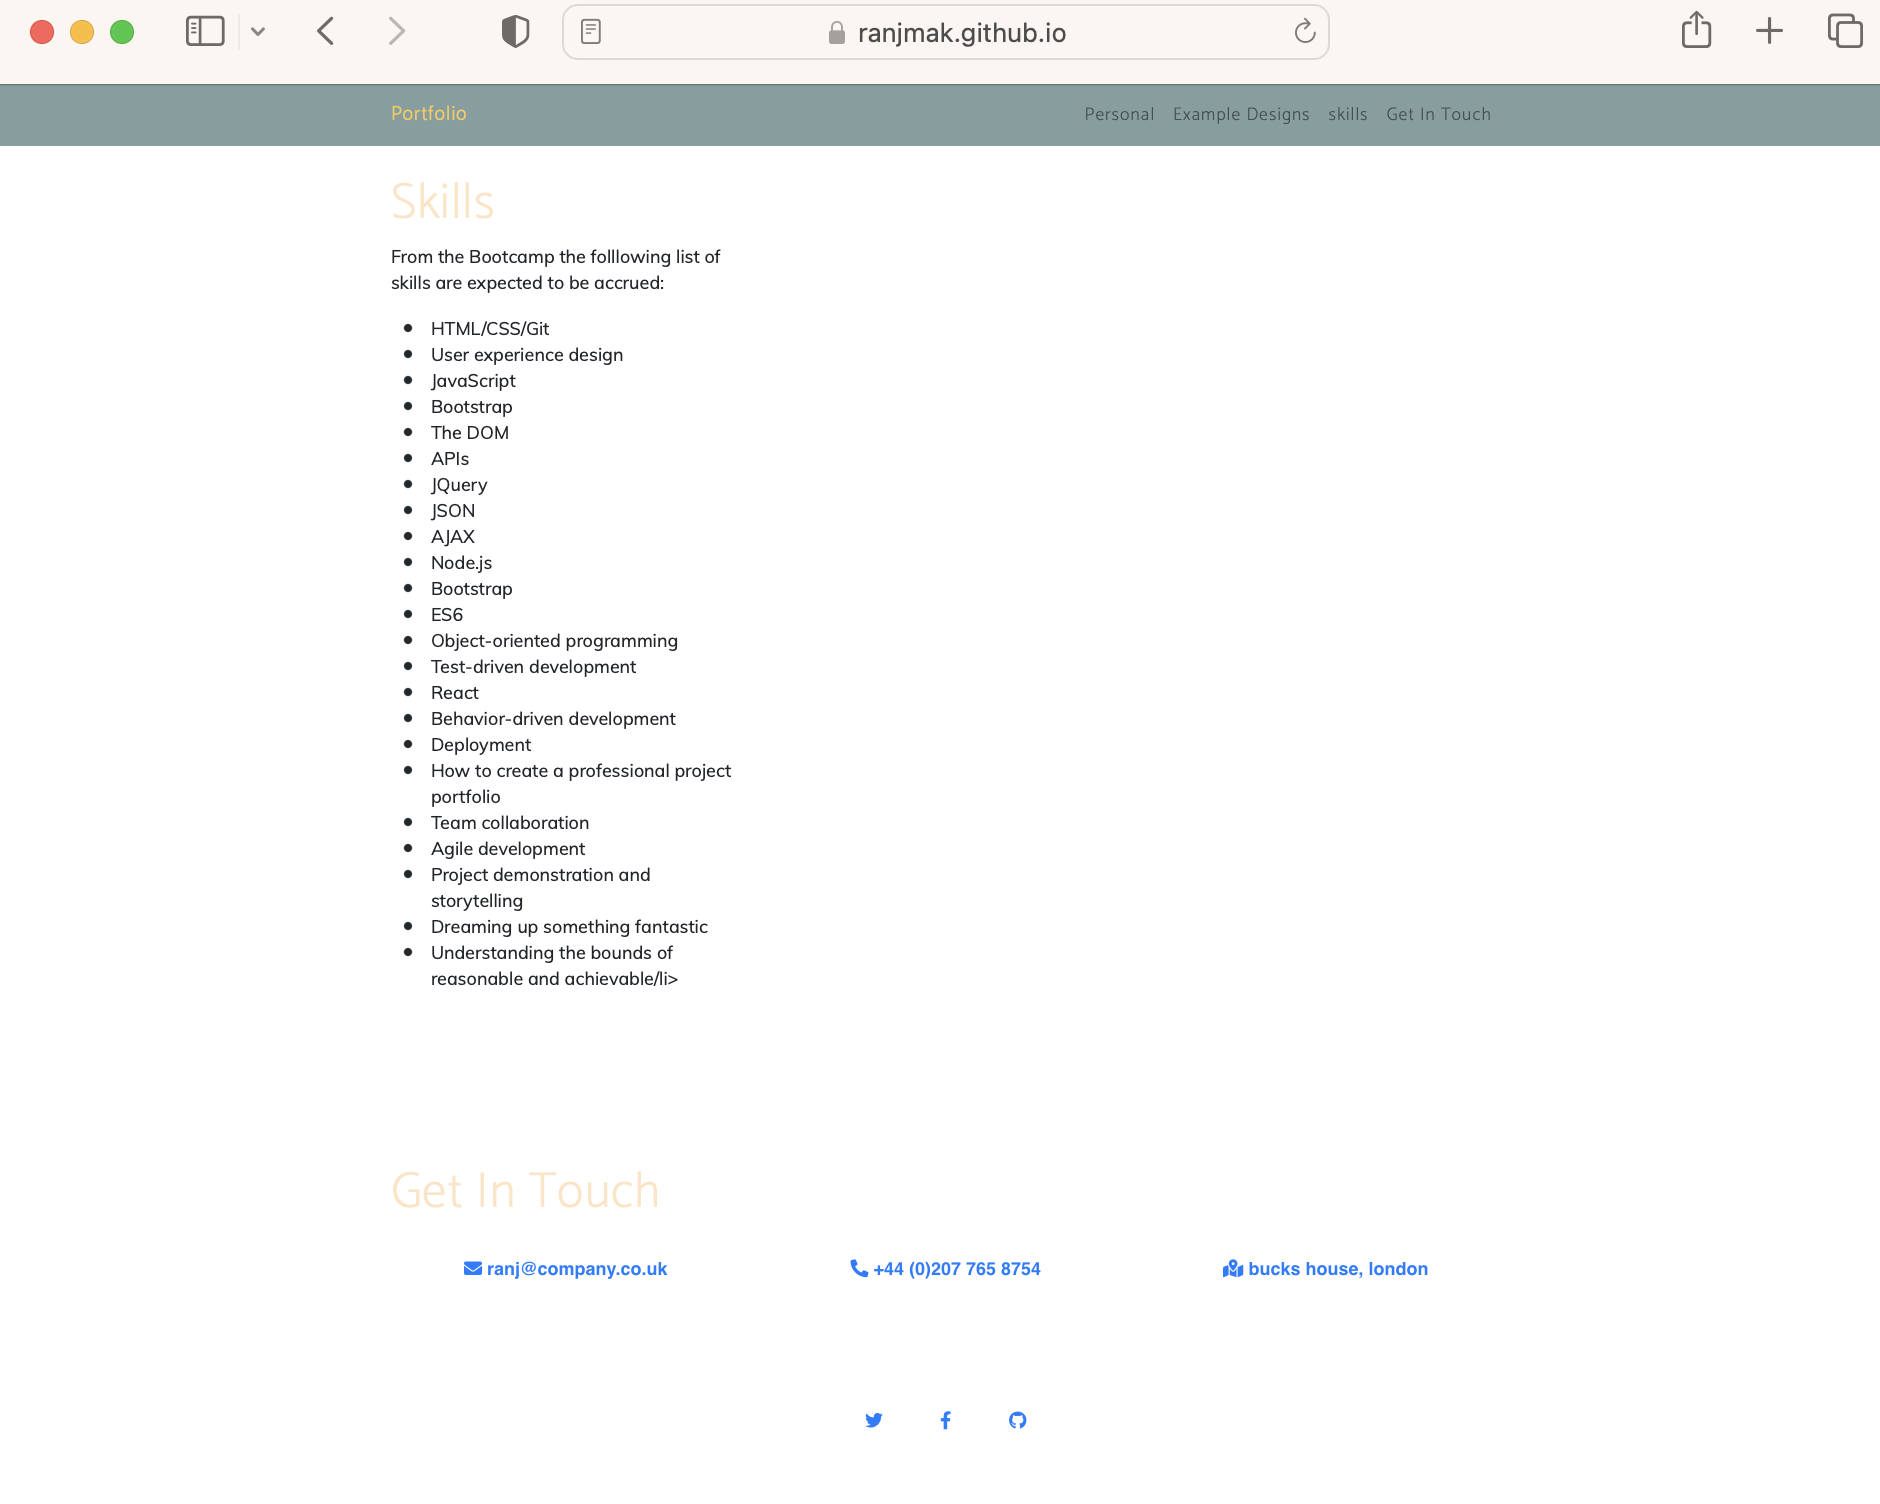 ranjmak.github.io
Portfolio
Personal Example Designs skills Get In Touch
Skills
From the Bootcamp the folllowing list of
skills are expected to be accrued:
HTML/CSS/Git
User experience design
JavaScript
Bootstrap
The DOM
APIs
JQuery
JSON
AJAX
Node.js
Bootstrap
ES6
Object-oriented programming
Test-driven development
React
Behavior-driven development
Deployment
How to create a professional project
portfolio
Team collaboration
Agile development
Project demonstration and
storytelling
Dreaming up something fantastic
Understanding the bounds of
reasonable and achievable/li>
Get In Touch
ranj@company.co.uk
+44 (0)207 765 8754
bucks house, london